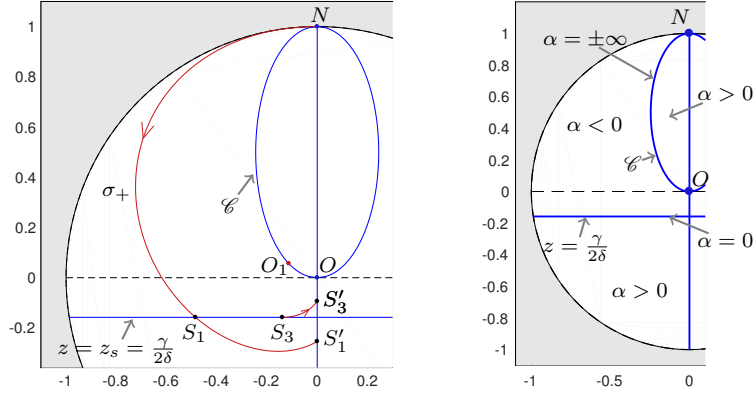 N
1
0.8
0.6
σ₊
0.4
𝒞
0.2
O₁
O
0
S₁
S₃
S₃′
-0.2
z = zₛ = γ/2δ
S₁′
-1 -0.8 -0.6 -0.4 -0.2 0 0.2
N
1
α = ±∞
0.8
α > 0
0.6
α < 0
0.4
𝒞
0.2
O
0
-0.2
z = γ/2δ
α = 0
-0.4
α > 0
-0.6
-0.8
-1
-1 0